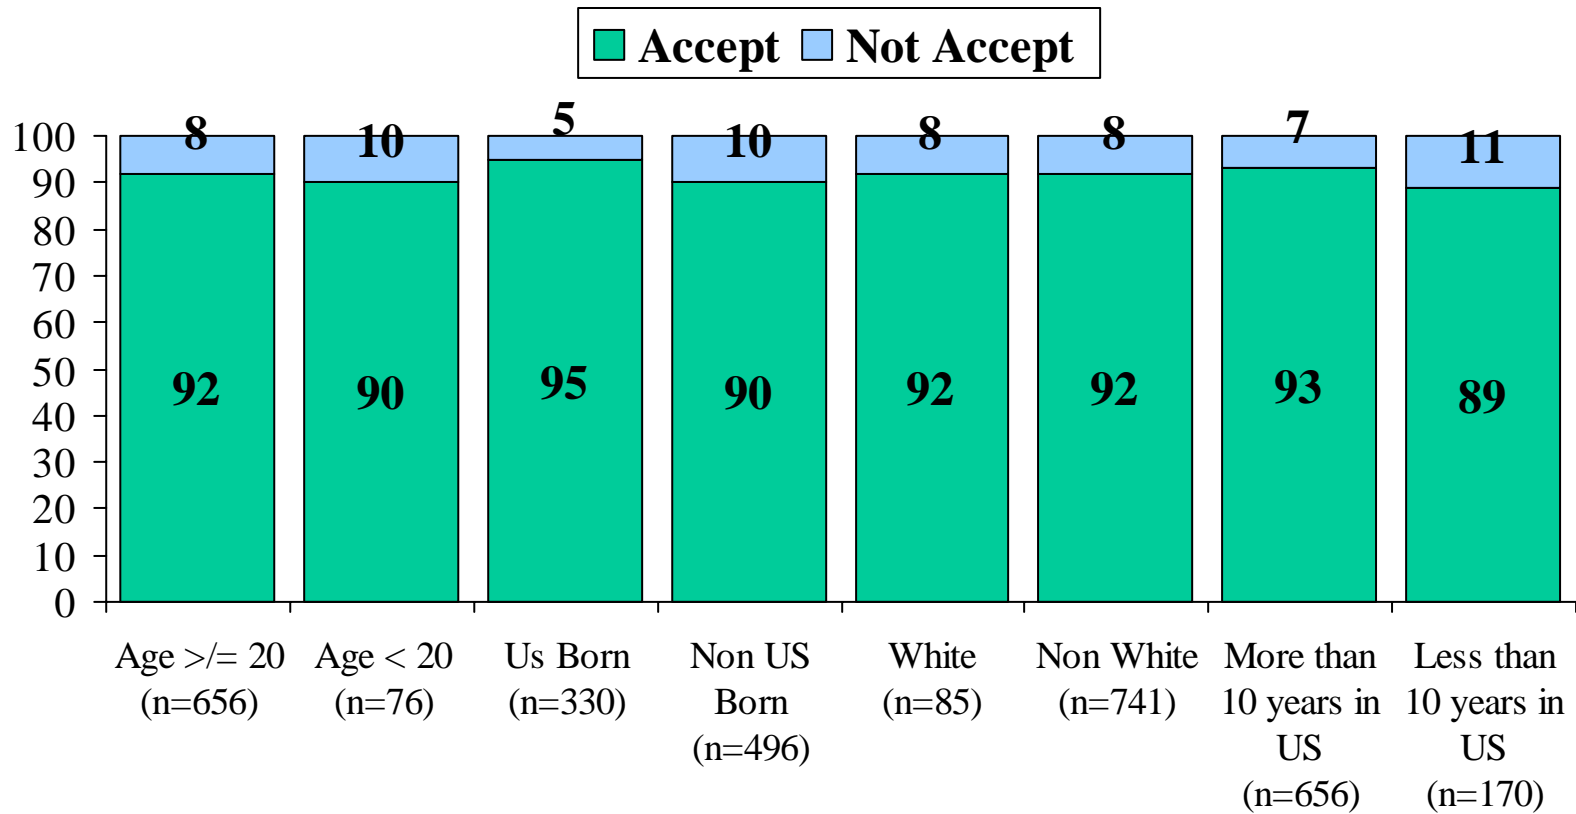 Accept Not Accept
8 10 5 10 8 8 7 11
100
90
80
70
60
50
40
30
20
10
0
92 90 95 90 92 92 93 89
Age >/= 20
(n=656)
Age < 20
(n=76)
Us Born
(n=330)
Non US
Born
(n=496)
White
(n=85)
Non White
(n=741)
More than
10 years in
US
(n=656)
Less than
10 years in
US
(n=170)